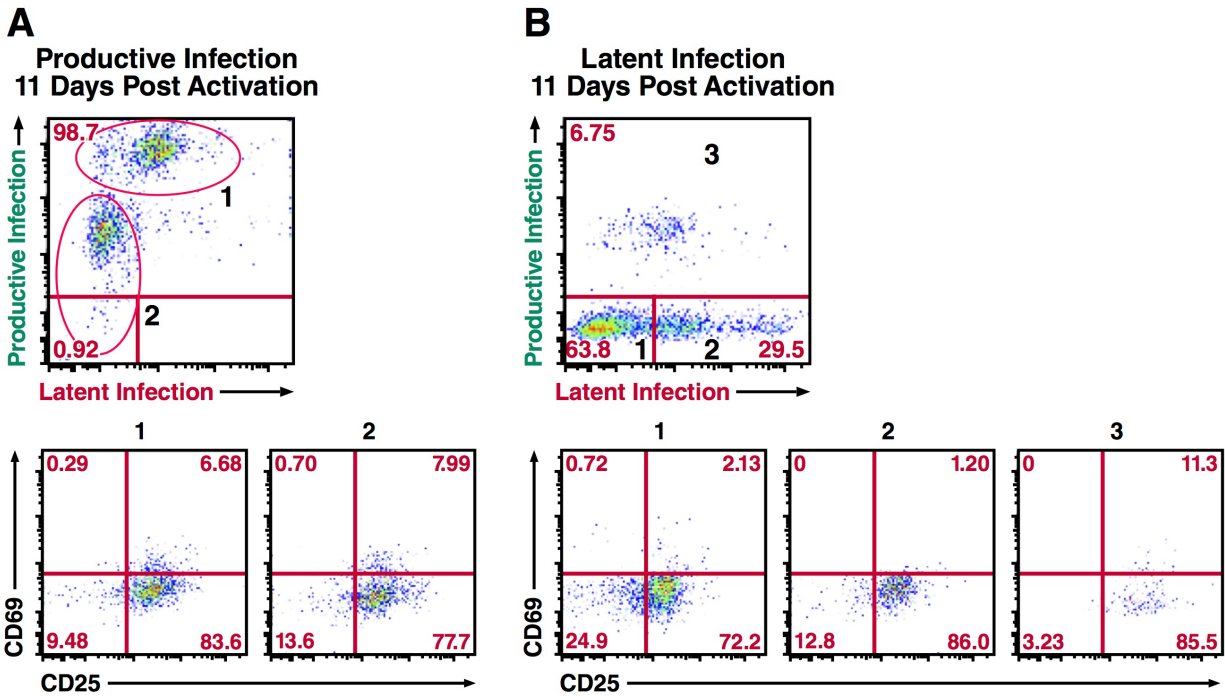 A
Productive Infection
11 Days Post Activation
Productive Infection
98.7
1
2
0.92
Latent Infection
B
Latent Infection
11 Days Post Activation
Productive Infection
6.75
3
63.8
1
2
29.5
Latent Infection
1
2
CD69
0.29
6.68
9.48
83.6
0.70
7.99
13.6
77.7
CD25
1
2
3
CD69
0.72
2.13
24.9
72.2
0
1.20
12.8
86.0
0
11.3
3.23
85.5
CD25